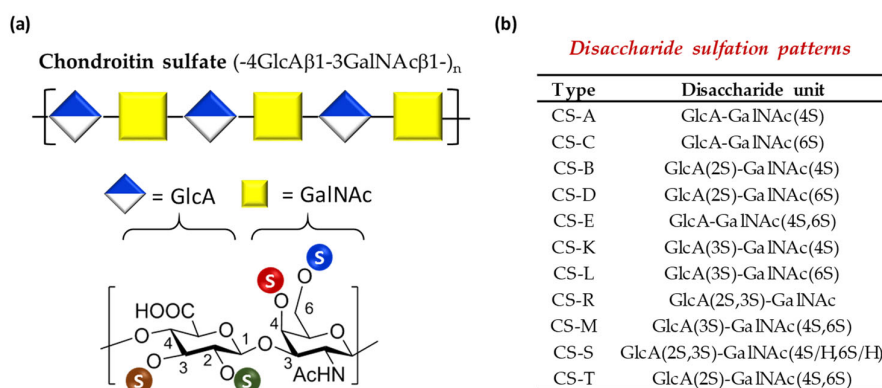 (a)
Chondroitin sulfate (-4GlcAβ1-3GalNAcβ1-)n
= GlcA
= GalNAc
S
S
O
O
6
HOOC
4
O
O
O
O
4
1
O
3
2
3
O
O
AcHN
S
S
(b)
Disaccharide sulfation patterns
Type Disaccharide unit
CS-A GlcA-GalNAc(4S)
CS-C GlcA-GalNAc(6S)
CS-B GlcA(2S)-GalNAc(4S)
CS-D GlcA(2S)-GalNAc(6S)
CS-E GlcA-GalNAc(4S,6S)
CS-K GlcA(3S)-GalNAc(4S)
CS-L GlcA(3S)-GalNAc(6S)
CS-R GlcA(2S,3S)-GalNAc
CS-M GlcA(3S)-GalNAc(4S,6S)
CS-S GlcA(2S,3S)-GalNAc(4S/H,6S/H)
CS-T GlcA(2S)-GalNAc(4S,6S)